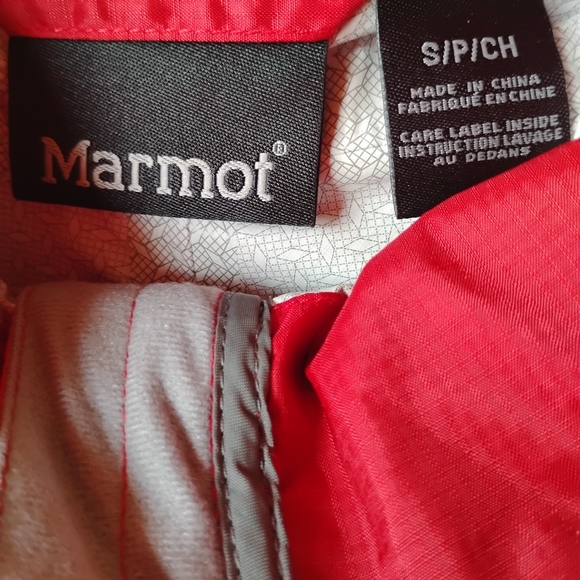 Marmot®
S/P/CH
MADE IN CHINA
FABRIQUÉ EN CHINE
CARE LABEL INSIDE
INSTRUCTION LAVAGE
AU DEDANS